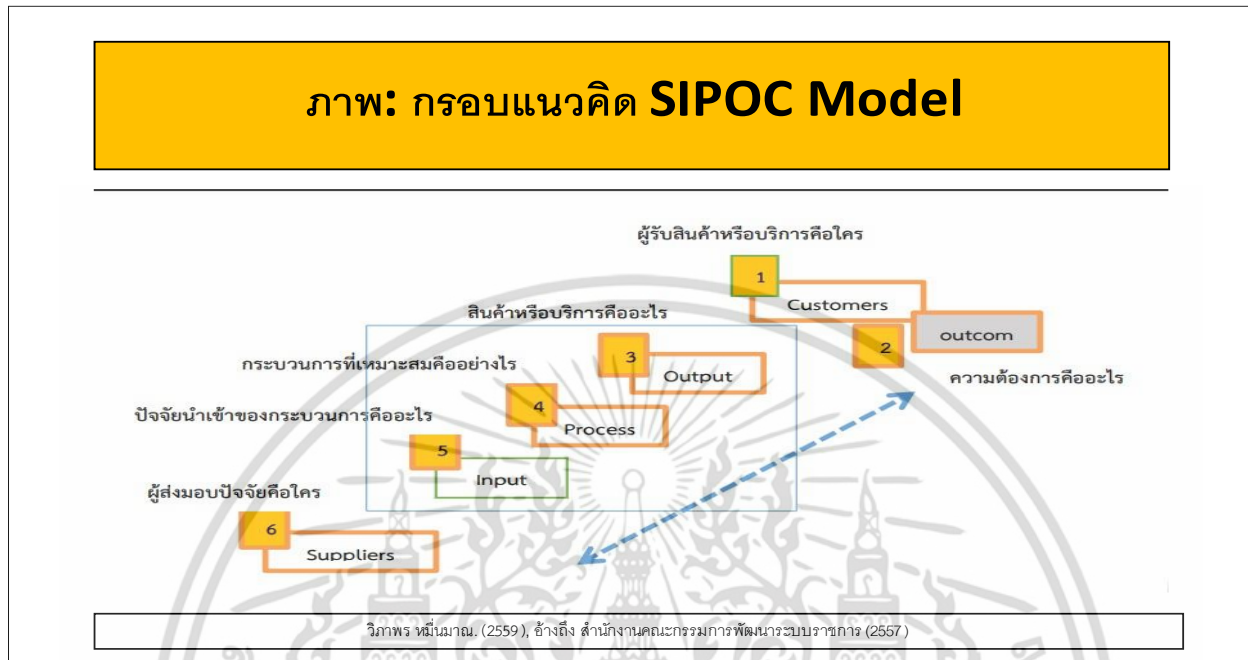 ภาพ: กรอบแนวคิด SIPOC Model
ผู้รับสินค้าหรือบริการคือใคร
1
Customers
สินค้าหรือบริการคืออะไร
2
outcom
ความต้องการคืออะไร
3
Output
กระบวนการที่เหมาะสมคืออย่างไร
4
Process
ปัจจัยนำเข้าของกระบวนการคืออะไร
5
Input
ผู้ส่งมอบปัจจัยคือใคร
6
Suppliers
วิภาพร หมื่นมาณ. (2559), อ้างถึง สำนักงานคณะกรรมการพัฒนาระบบราชการ (2557)